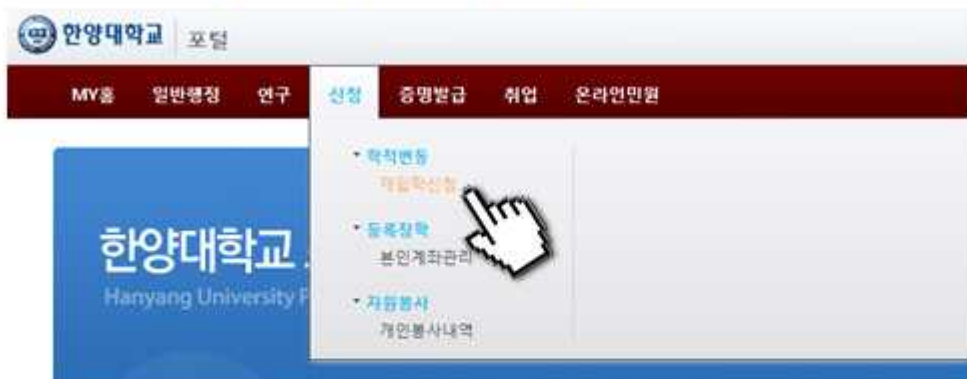 한양대학교 포털
MY홈 일반행정 연구 신청 증명발급 취업 온라인민원
학적변동
재입학신청
등록장학
본인계좌관리
자원봉사
개인봉사내역
한양대학교
Hanyang University P